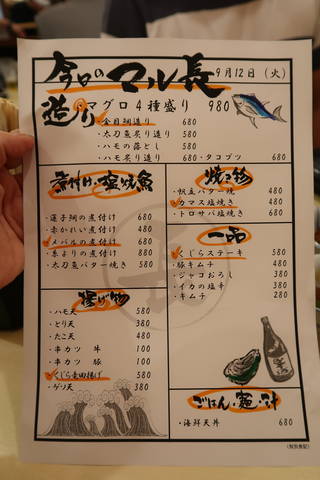 今日のマル長 9月12日(火)
造り
マグロ4種盛り 980
・金目鯛造り 680
・太刀魚炙り造り 580
・ハモの落とし 580
・ハモ炙り造り 680 ・タコブツ 680
煮付け・塩焼魚
・蓮子鯛の煮付け 680
・赤かれい煮付け 480
・メバルの煮付け 680
・赤よりの煮付け 880
・太刀魚バター焼き 580
焼き物
・帆立バター焼 480
・カマス塩焼き 480
・トロサバ塩焼き 680
一品
・くじらステーキ 580
・豚キムチ 480
・ジャコおろし 380
・イカの塩辛 380
・キムチ 280
揚げ物
・ハモ天 580
・とり天 380
・たこ天 480
・串カツ 牛 100
・串カツ 豚 100
・くじら竜田揚げ 580
・ゲソ天 380
ごはん・麺・汁
・海鮮天丼 680
(税別表記)